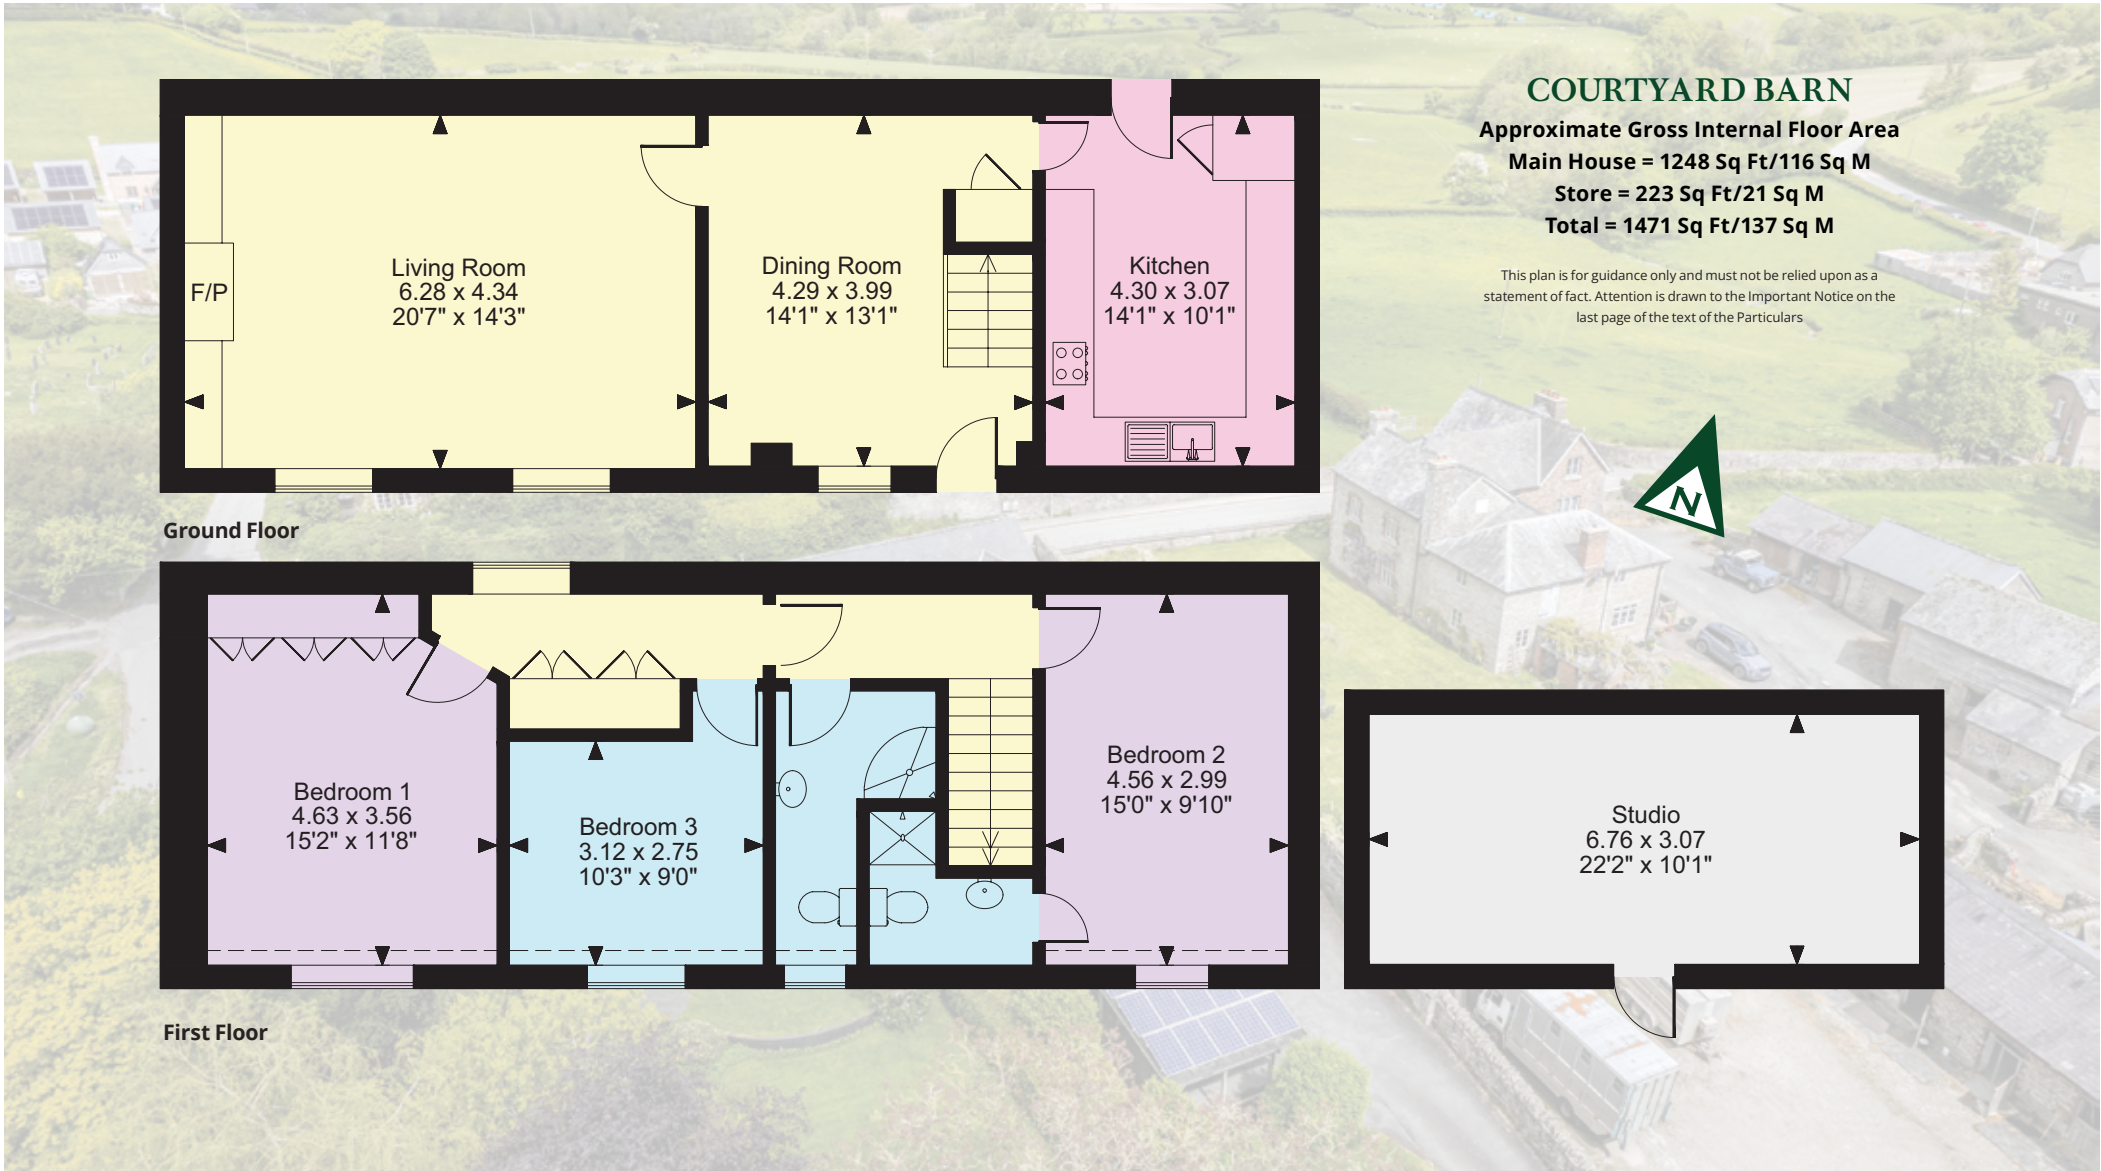 COURTYARD BARN
Approximate Gross Internal Floor Area
Main House = 1248 Sq Ft/116 Sq M
Store = 223 Sq Ft/21 Sq M
Total = 1471 Sq Ft/137 Sq M
This plan is for guidance only and must not be relied upon as a
statement of fact. Attention is drawn to the Important Notice on the
last page of the text of the Particulars
N
F/P
Living Room
6.28 x 4.34
20'7" x 14'3"
Dining Room
4.29 x 3.99
14'1" x 13'1"
Kitchen
4.30 x 3.07
14'1" x 10'1"
Ground Floor
Bedroom 1
4.63 x 3.56
15'2" x 11'8"
Bedroom 3
3.12 x 2.75
10'3" x 9'0"
Bedroom 2
4.56 x 2.99
15'0" x 9'10"
Studio
6.76 x 3.07
22'2" x 10'1"
First Floor